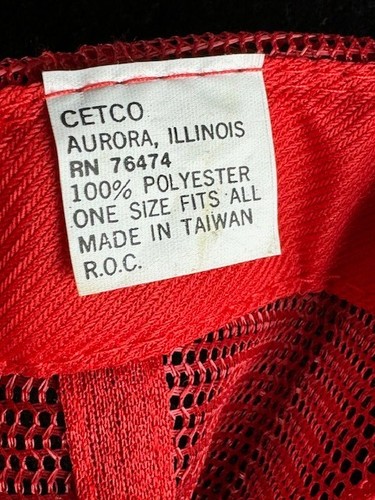 CETCO
AURORA, ILLINOIS
RN 76474
100% POLYESTER
ONE SIZE FITS ALL
MADE IN TAIWAN
R.O.C.